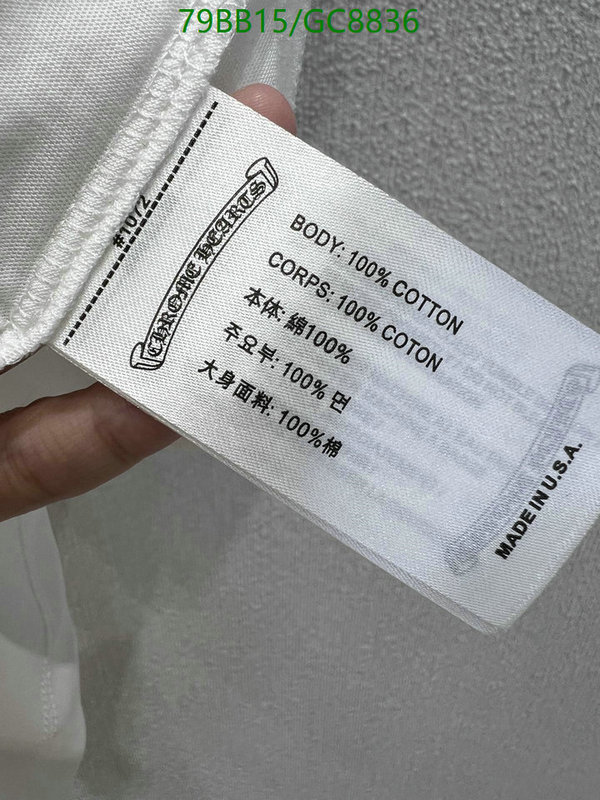 79BB15/GC8836
#1072
CHROME HEARTS
BODY: 100% COTTON
CORPS: 100% COTON
本体: 綿100%
주요부: 100% 면
大身面料: 100%棉
MADE IN U.S.A.